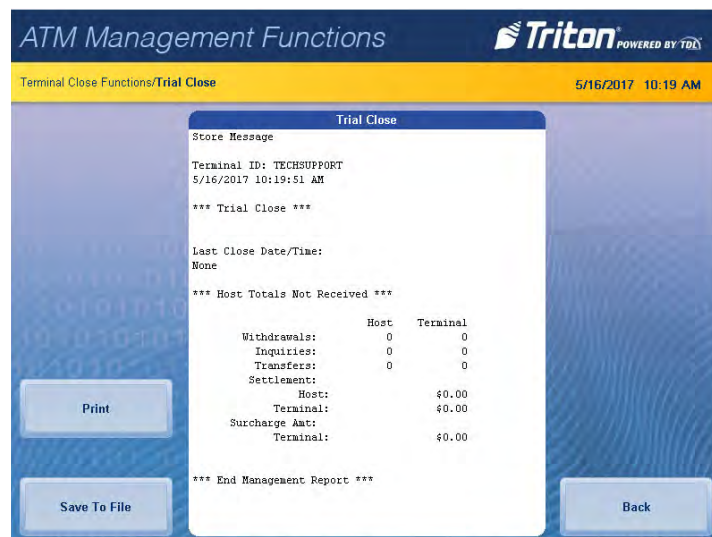 ATM Management Functions
Triton POWERED BY TDL
Terminal Close Functions/Trial Close
5/16/2017 10:19 AM
Trial Close
Store Message
Terminal ID: TECHSUPPORT
5/16/2017 10:19:51 AM
*** Trial Close ***
Last Close Date/Time:
None
*** Host Totals Not Received ***
Host Terminal
Withdrawals: 0 0
Inquiries: 0 0
Transfers: 0 0
Settlement:
Host: $0.00
Terminal: $0.00
Surcharge Amt:
Terminal: $0.00
*** End Management Report ***
Print
Save To File
Back